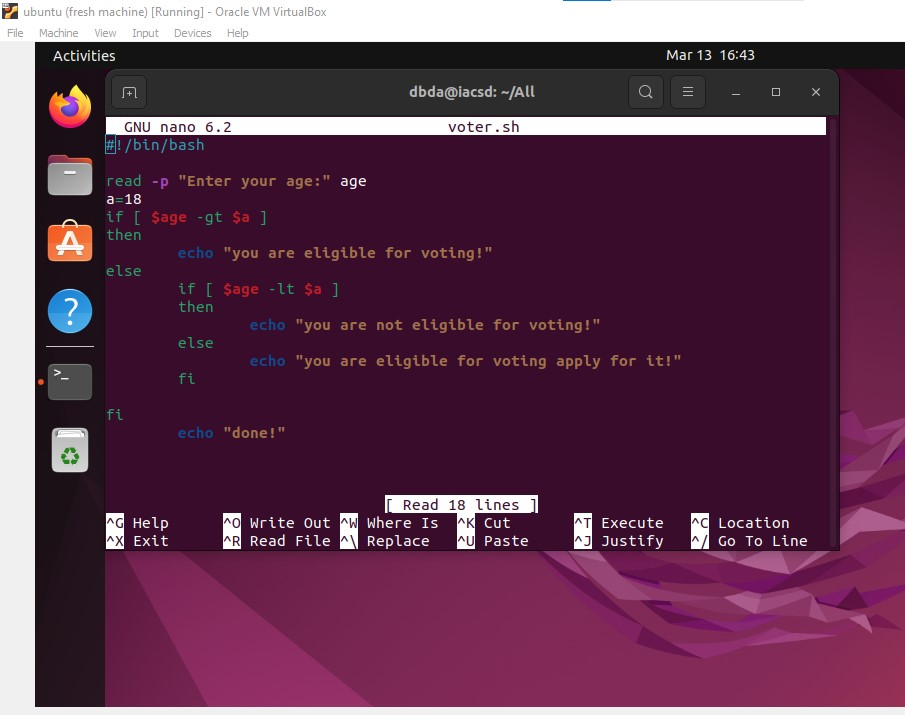 ubuntu (fresh machine) [Running] - Oracle VM VirtualBox
File Machine View Input Devices Help
Activities Mar 13 16:43
dbda@iacsd: ~/All
GNU nano 6.2 voter.sh
#!/bin/bash
read -p "Enter your age:" age
a=18
if [ $age -gt $a ]
then
echo "you are eligible for voting!"
else
if [ $age -lt $a ]
then
echo "you are not eligible for voting!"
else
echo "you are eligible for voting apply for it!"
fi
fi
echo "done!"
[ Read 18 lines ]
^G Help ^O Write Out ^W Where Is ^K Cut ^T Execute ^C Location
^X Exit ^R Read File ^\ Replace ^U Paste ^J Justify ^/ Go To Line